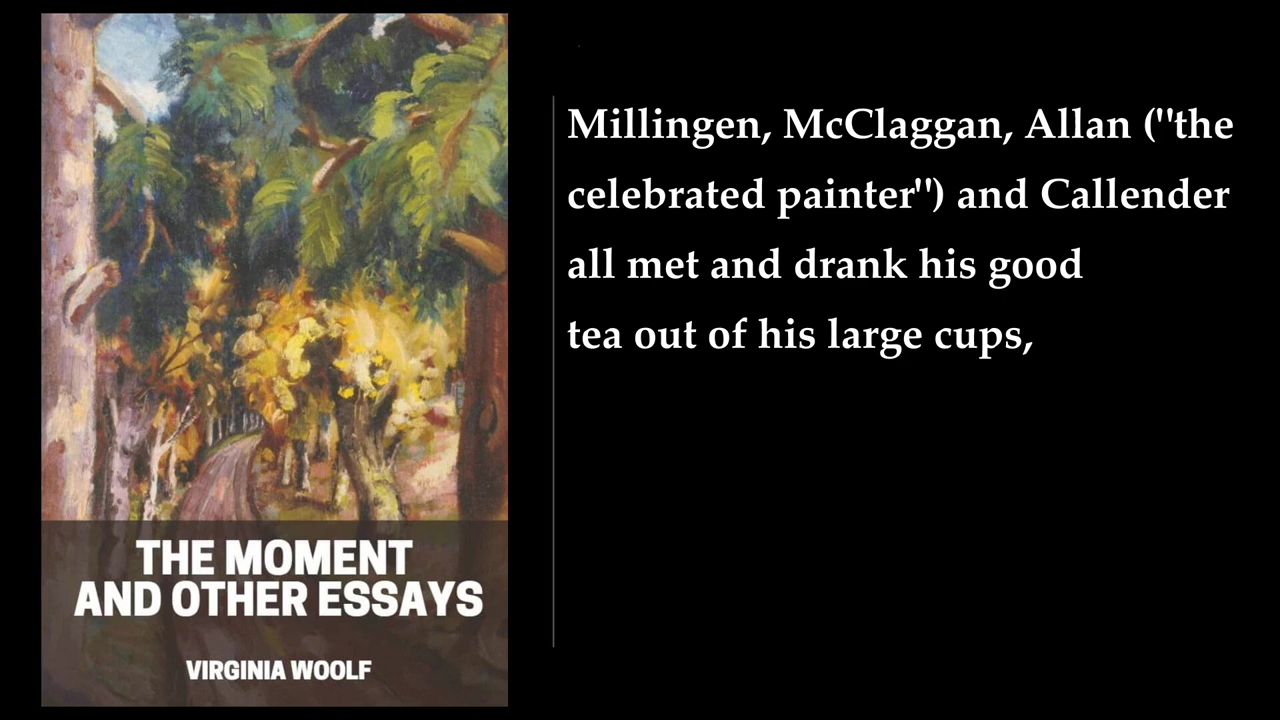 THE MOMENT
AND OTHER ESSAYS
VIRGINIA WOOLF
Millingen, McClaggan, Allan ("the
celebrated painter") and Callender
all met and drank his good
tea out of his large cups,